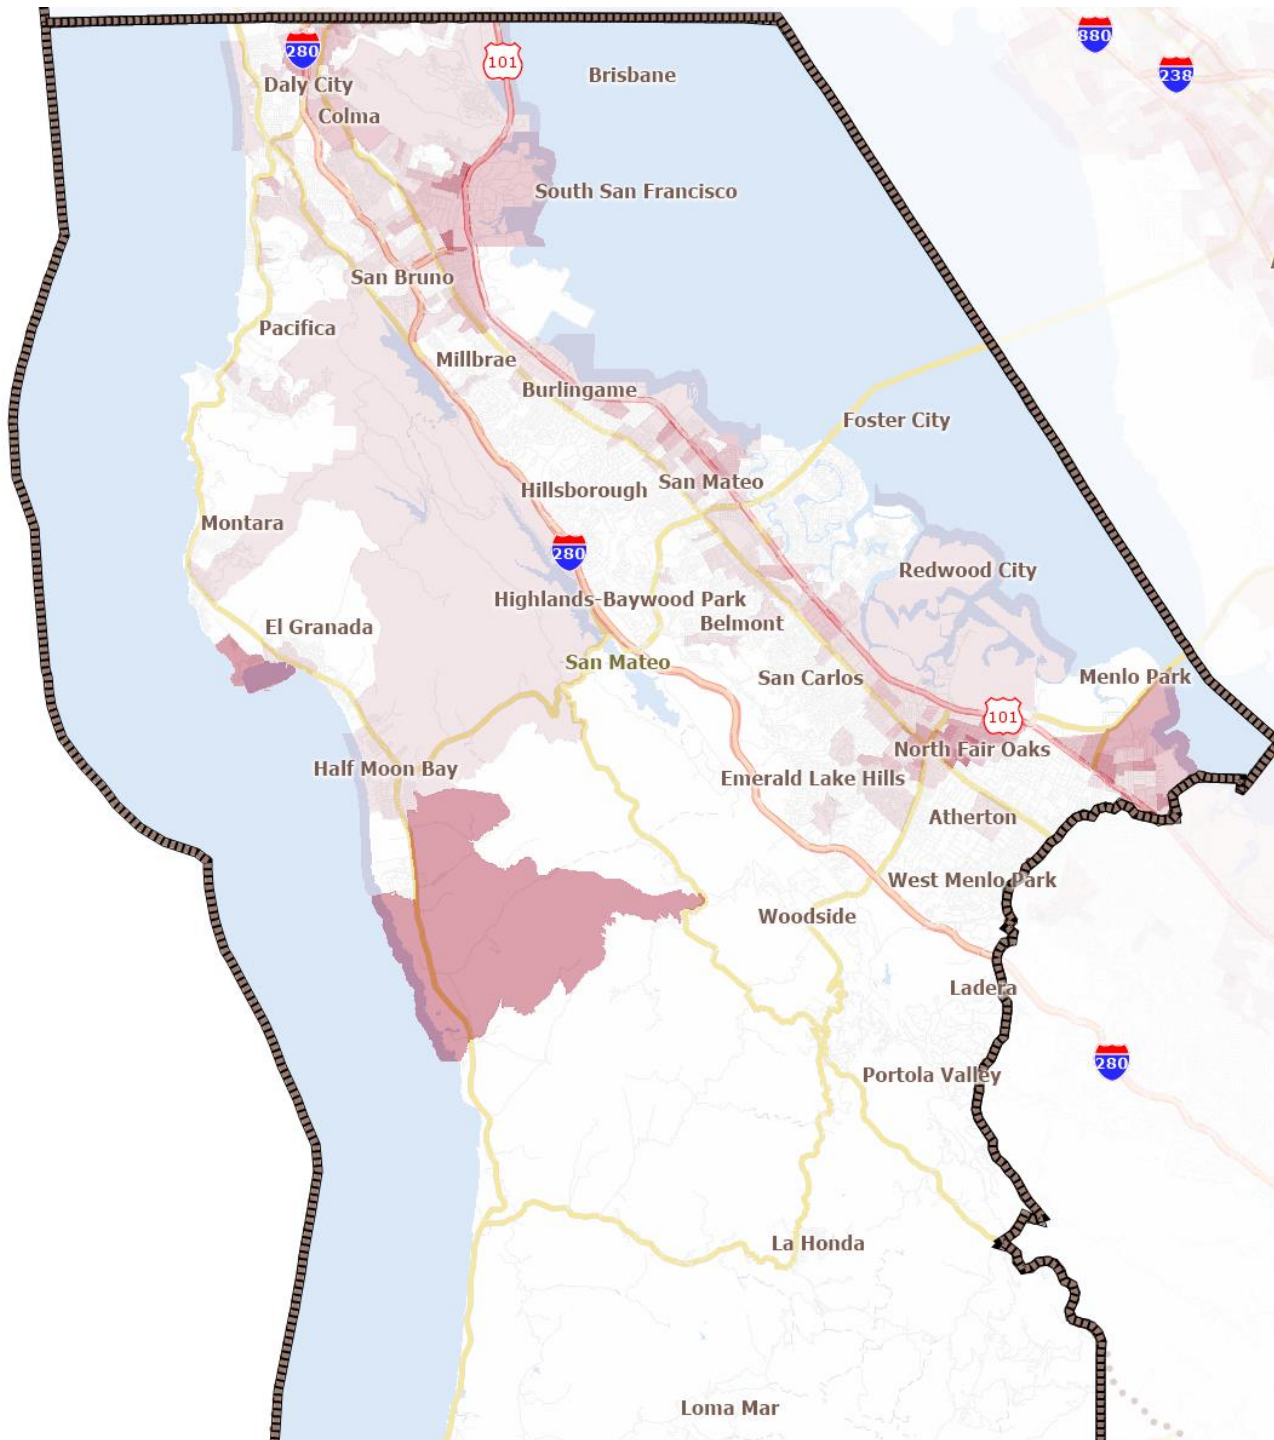 280
101
880
238
Brisbane
Daly City
Colma
South San Francisco
San Bruno
Pacifica
Millbrae
Burlingame
Foster City
San Mateo
Hillsborough
Montara
280
Redwood City
Highlands-Baywood Park
Belmont
El Granada
San Mateo
San Carlos
Menlo Park
101
North Fair Oaks
Half Moon Bay
Emerald Lake Hills
Atherton
West Menlo Park
Woodside
Ladera
280
Portola Valley
La Honda
Loma Mar